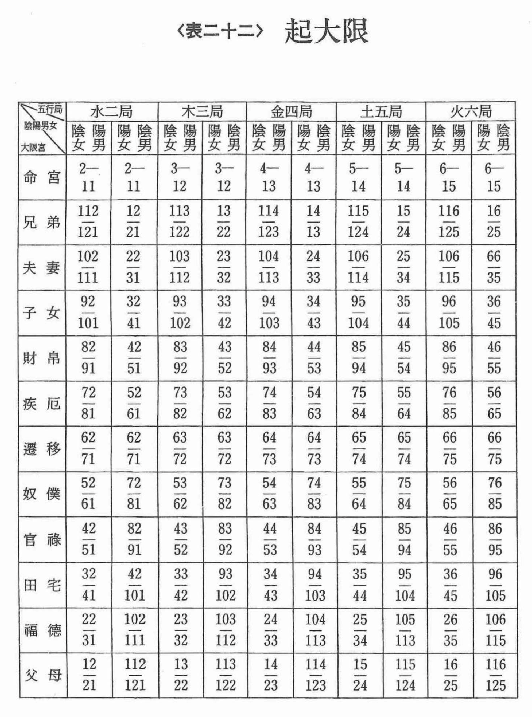 〈表二十二〉 起大限
五行局 水二局 木三局 金四局 土五局 火六局
陰陽男女 陰女 陽男 陽女 陰男 陰女 陽男 陽女 陰男 陰女 陽男 陽女 陰男 陰女 陽男 陽女 陰男 陰女 陽男 陽女 陰男
大限宮
命宮 2—11 2—11 3—12 3—12 4—13 4—13 5—14 5—14 6—15 6—15
兄弟 112—121 12—21 113—122 13—22 114—123 14—13 115—124 15—24 116—125 16—25
夫妻 102—111 22—31 103—112 23—32 104—113 24—33 106—114 25—34 106—115 66—35
子女 92—101 32—41 93—102 33—42 94—103 34—43 95—104 35—44 96—105 36—45
財帛 82—91 42—51 83—92 43—52 84—93 44—53 85—94 45—54 86—95 46—55
疾厄 72—81 52—61 73—82 53—62 74—83 54—63 75—84 55—64 76—85 56—65
遷移 62—71 62—71 63—72 63—72 64—73 64—73 65—74 65—74 66—75 66—75
奴僕 52—61 72—81 53—62 73—82 54—63 74—83 55—64 75—84 56—65 76—85
官祿 42—51 82—91 43—52 83—92 44—53 84—93 45—54 85—94 46—55 86—95
田宅 32—41 42—101 33—42 93—102 34—43 94—103 35—44 95—104 36—45 96—105
福德 22—31 102—111 23—32 103—112 24—33 104—113 25—34 105—113 26—35 106—115
父母 12—21 112—121 13—22 113—122 14—23 114—123 15—24 115—124 16—25 116—125